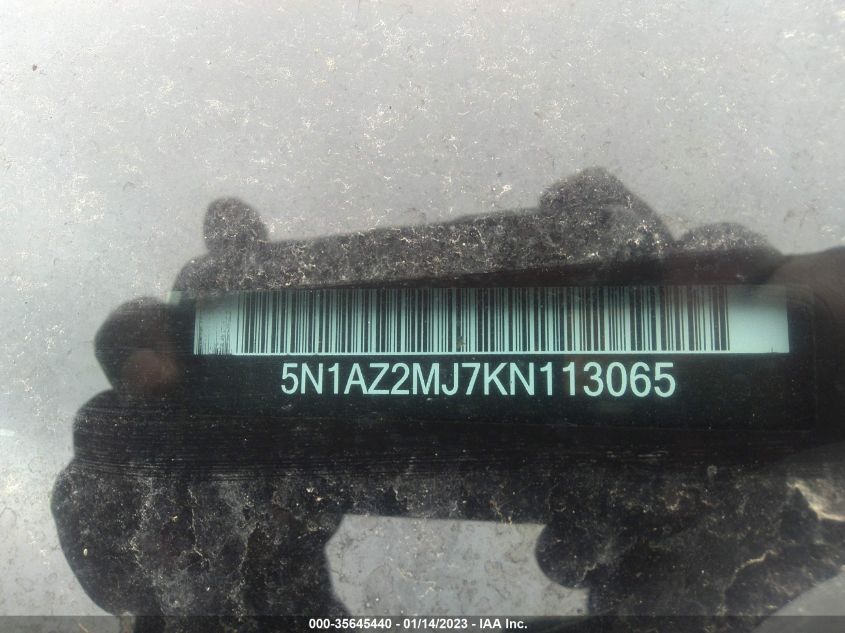 5N1AZ2MJ7KN113065
000-35645440 - 01/14/2023 - IAA Inc.